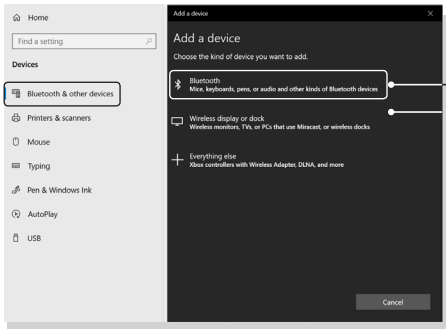 Home
Find a setting
Devices
Bluetooth & other devices
Printers & scanners
Mouse
Typing
Pen & Windows Ink
AutoPlay
USB
Add a device
Add a device
Choose the kind of device you want to add.
Bluetooth
Mice, keyboards, pens, or audio and other kinds of Bluetooth devices
Wireless display or dock
Wireless monitors, TVs, or PCs that use Miracast, or wireless docks
Everything else
Xbox controllers with Wireless Adapter, DLNA, and more
Cancel